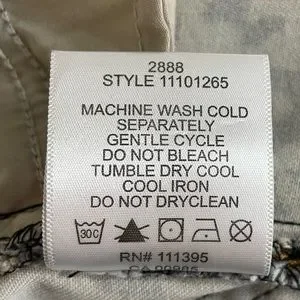 2888
STYLE 11101265
MACHINE WASH COLD
SEPARATELY
GENTLE CYCLE
DO NOT BLEACH
TUMBLE DRY COOL
COOL IRON
DO NOT DRYCLEAN
30C
RN# 111395